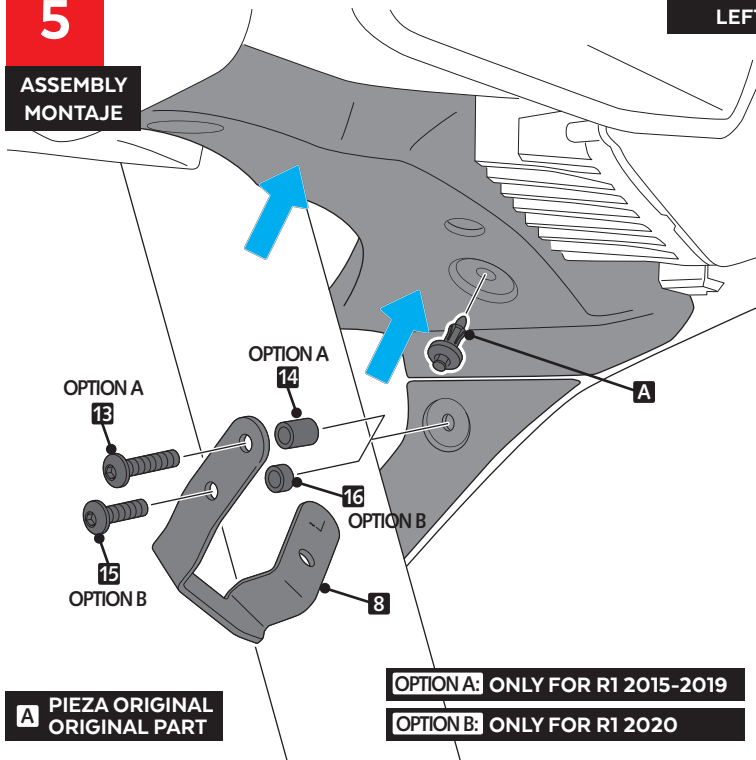 5
ASSEMBLY
MONTAJE
OPTION A
14
OPTION A
13
A
16
OPTION B
15
OPTION B
L
8
A PIEZA ORIGINAL
ORIGINAL PART
OPTION A: ONLY FOR R1 2015-2019
OPTION B: ONLY FOR R1 2020